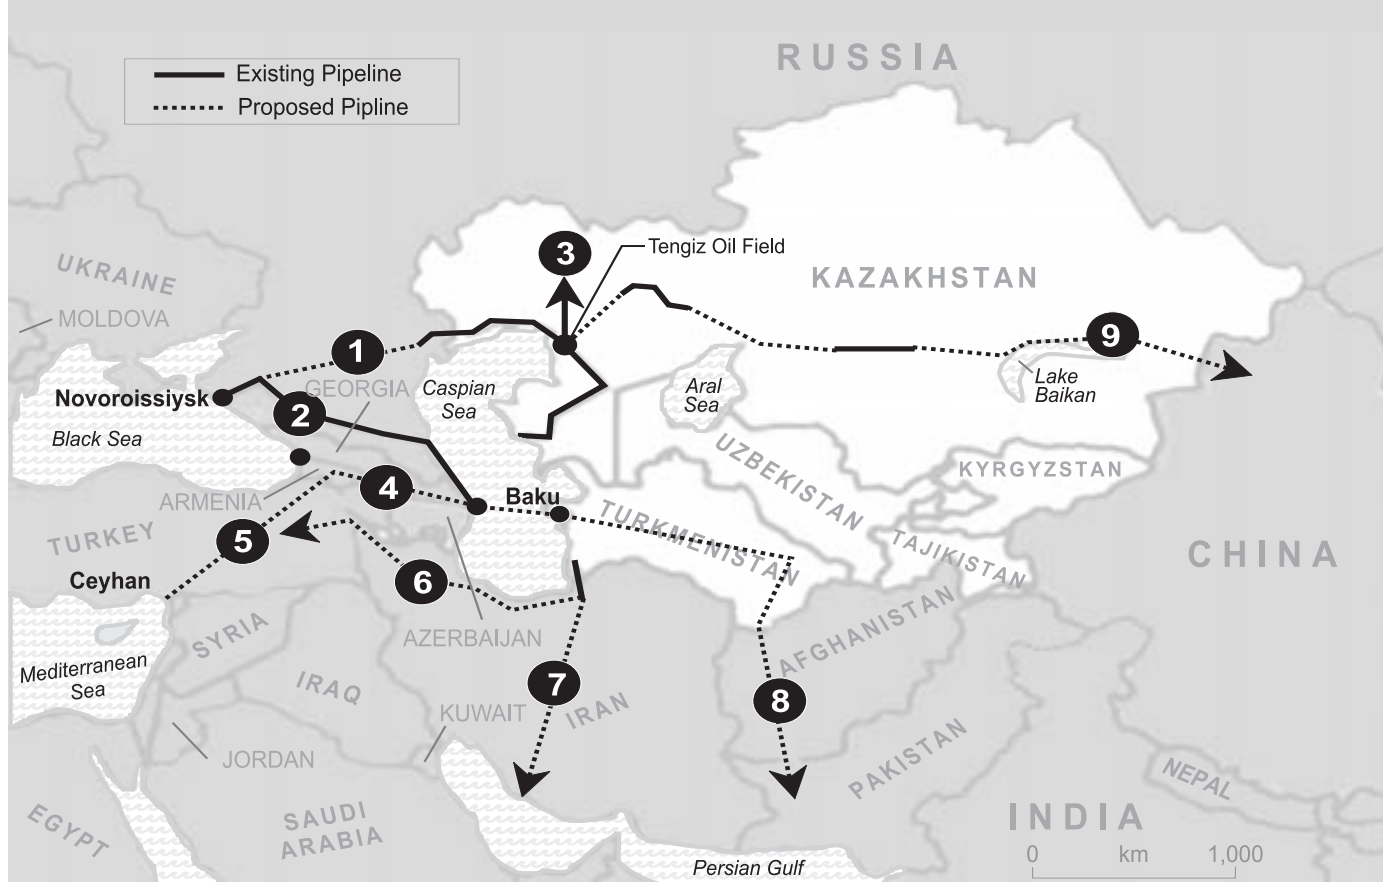 RUSSIA
Existing Pipeline
Proposed Pipline
3
Tengiz Oil Field
UKRAINE
KAZAKHSTAN
MOLDOVA
1
9
GEORGIA
Caspian
Sea
Aral
Sea
Lake
Baikan
Novoroissiysk
2
Black Sea
UZBEKISTAN
KYRGYZSTAN
ARMENIA
4
Baku
TURKMENISTAN
TURKEY
5
TAJIKISTAN
CHINA
Ceyhan
6
AZERBAIJAN
SYRIA
AFGHANISTAN
Mediterranean
Sea
IRAQ
7
IRAN
8
KUWAIT
JORDAN
PAKISTAN
NEPAL
EGYPT
SAUDI
ARABIA
INDIA
Persian Gulf
0 km 1,000